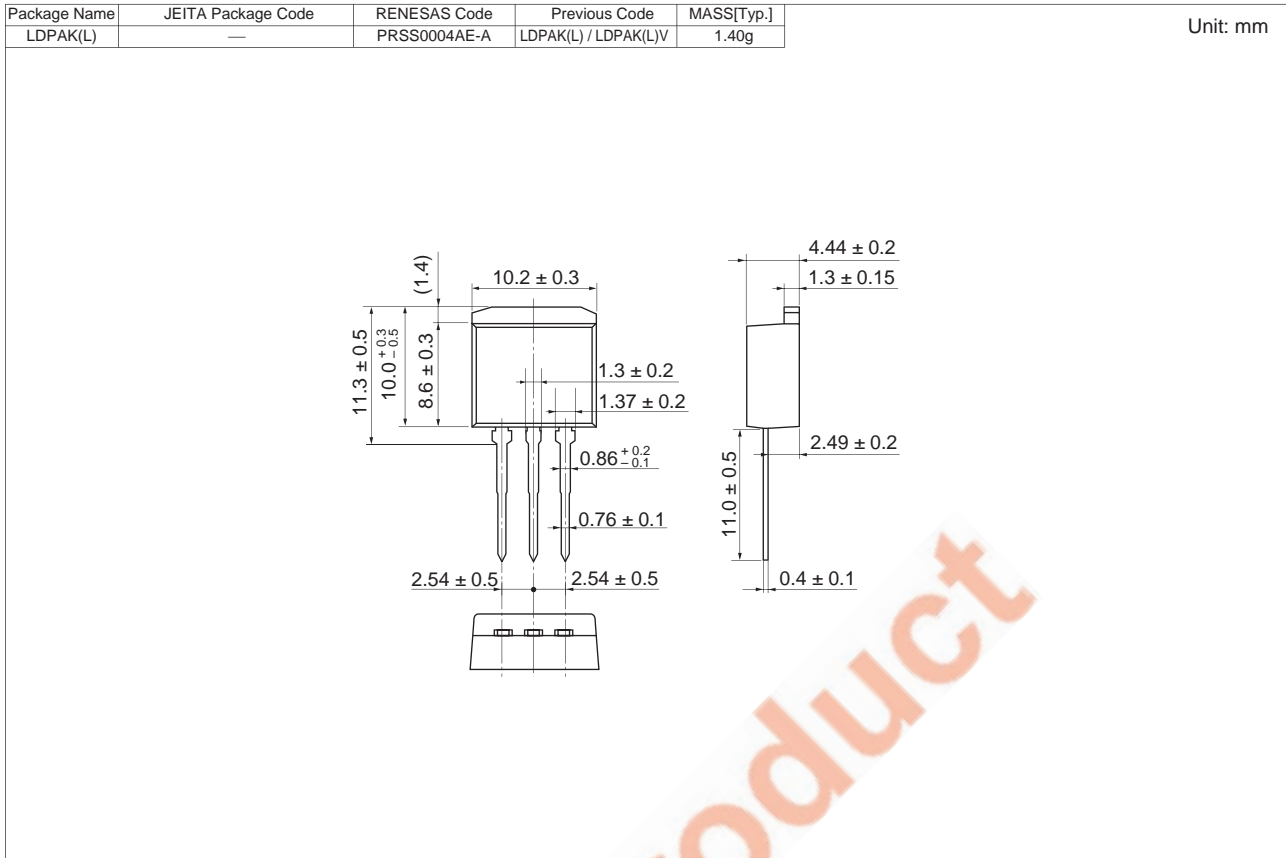 Package Name JEITA Package Code RENESAS Code Previous Code MASS[Typ.]
LDPAK(L) — PRSS0004AE-A LDPAK(L) / LDPAK(L)V 1.40g
Unit: mm
4.44 ± 0.2
(1.4)
10.2 ± 0.3
1.3 ± 0.15
11.3 ± 0.5
10.0 + 0.3 – 0.5
8.6 ± 0.3
1.3 ± 0.2
1.37 ± 0.2
2.49 ± 0.2
0.86 + 0.2 – 0.1
11.0 ± 0.5
0.76 ± 0.1
2.54 ± 0.5
2.54 ± 0.5
0.4 ± 0.1